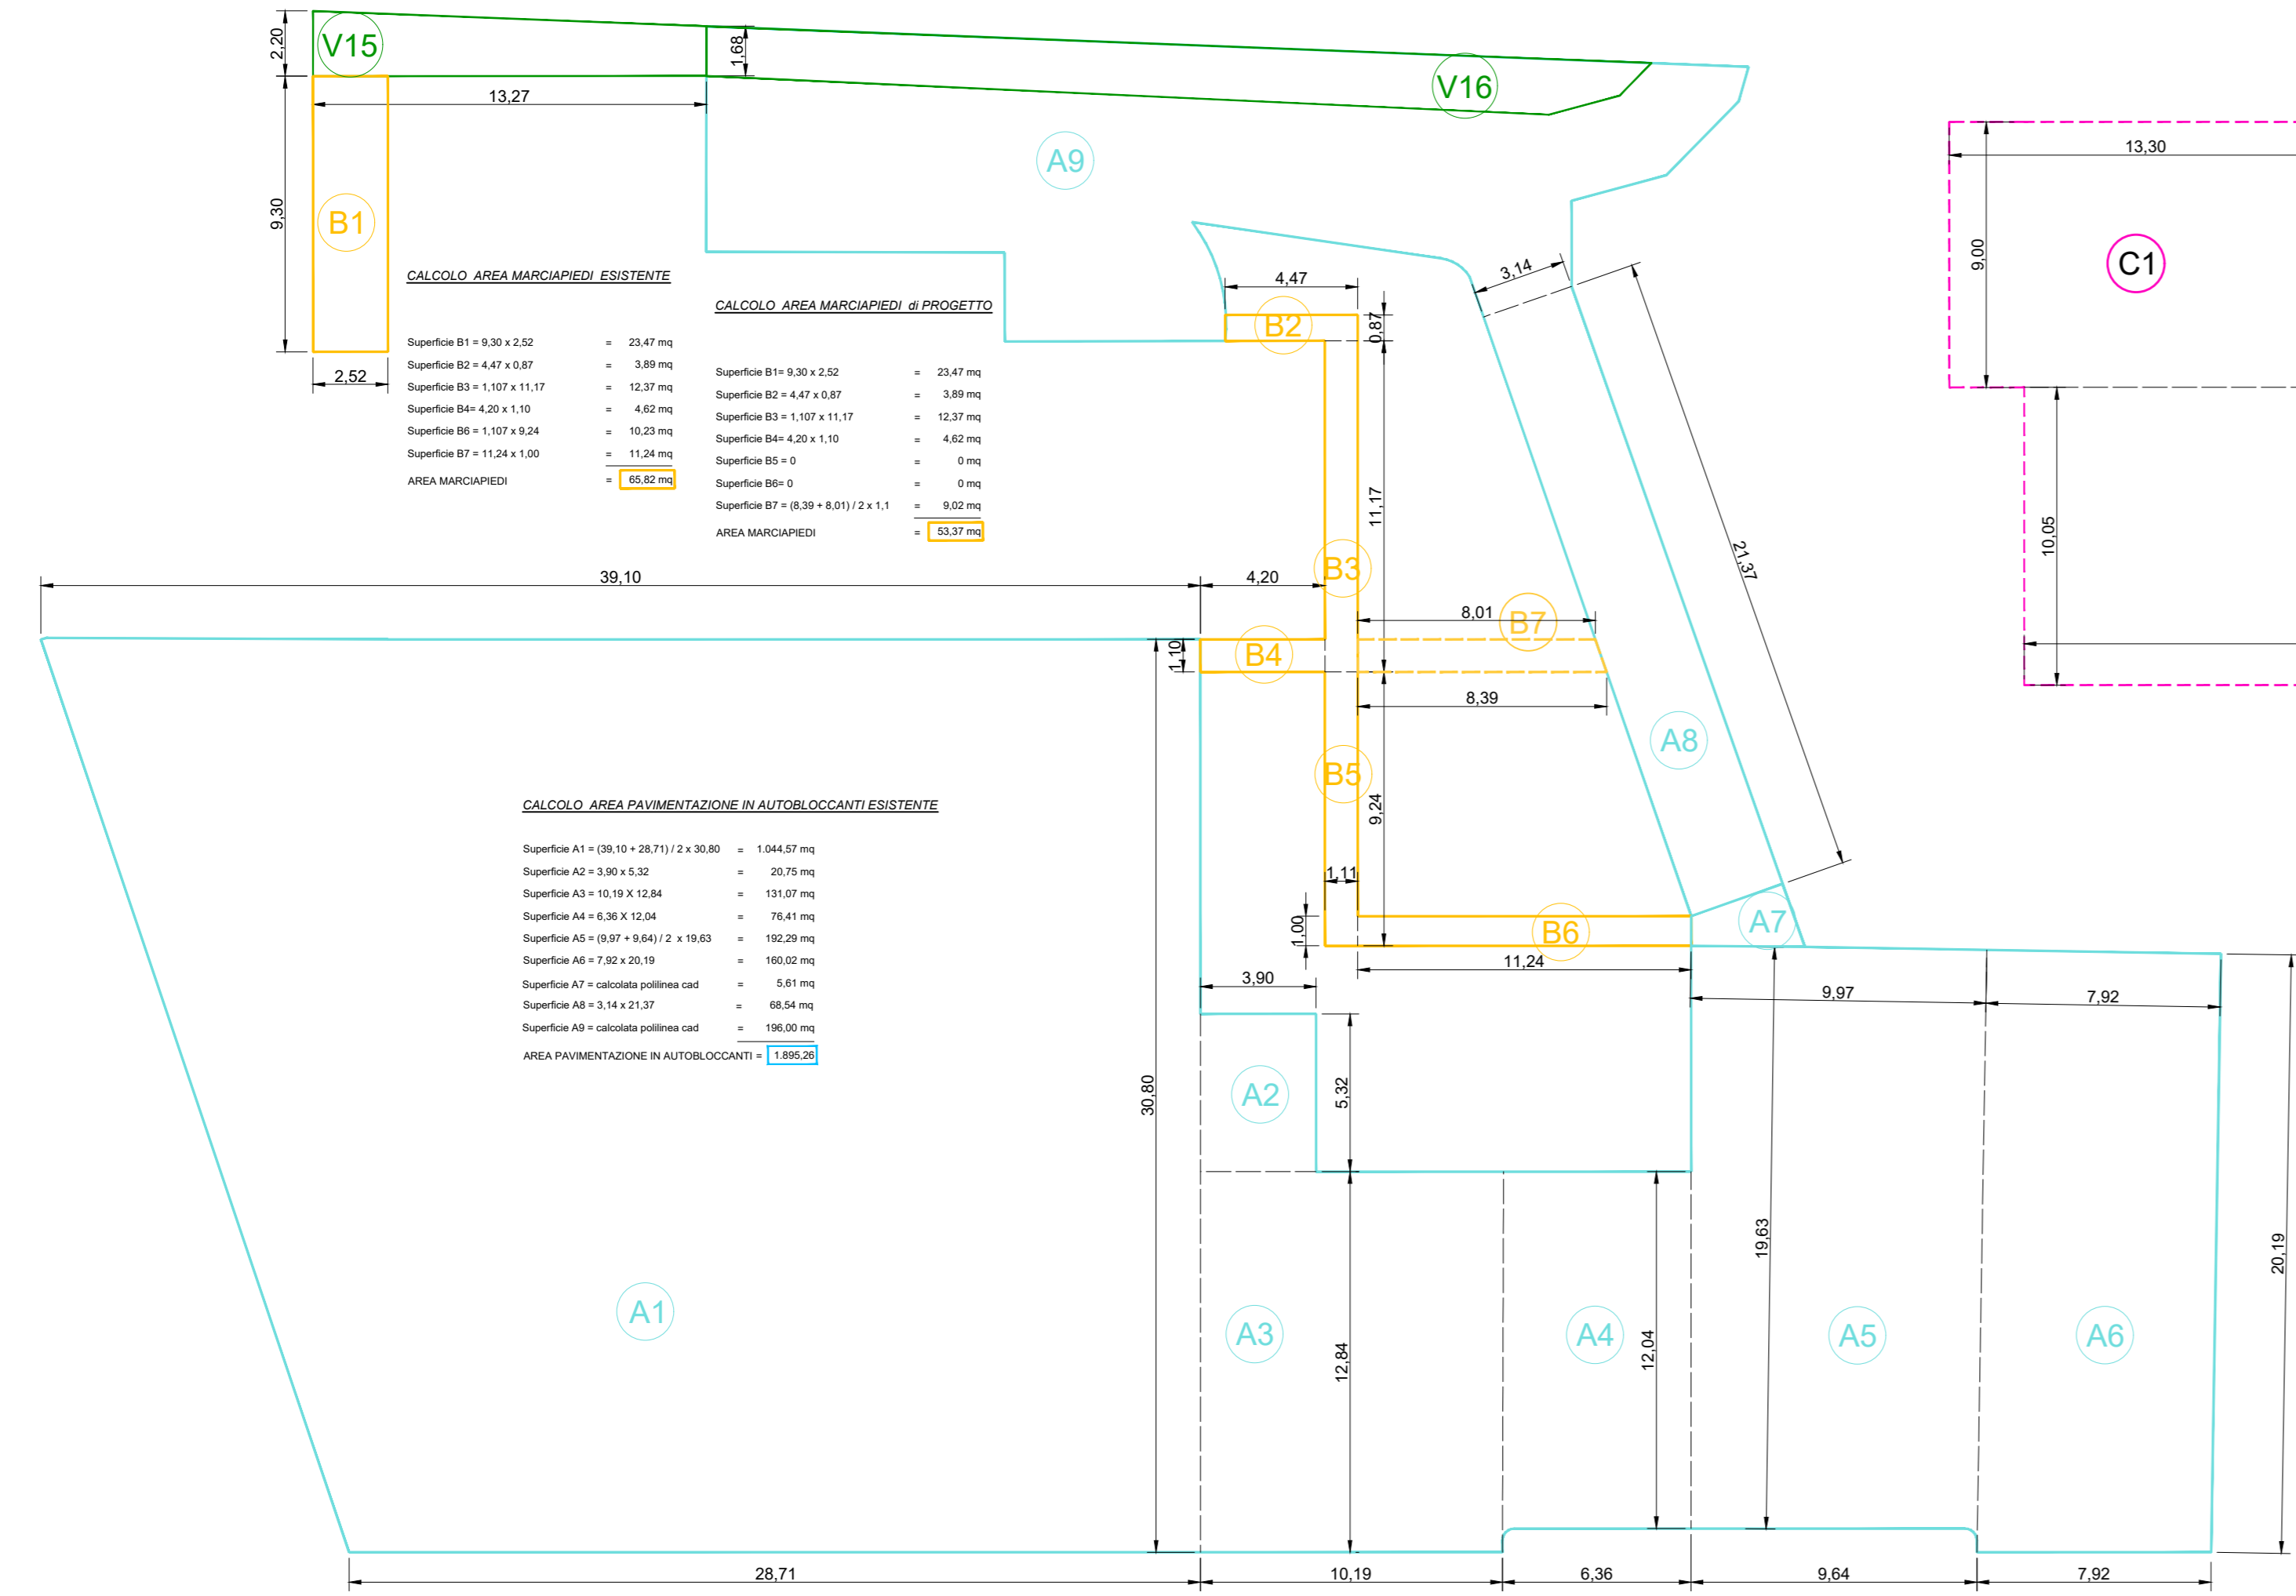 2,20
V15
1,68
V16
13,27
A9
13,30
9,30
B1
9,00
C1
3,14
4,47
B2
0,87
2,52
CALCOLO AREA MARCIAPIEDI ESISTENTE
Superficie B1 = 9,30 x 2,52 = 23,47 mq
Superficie B2 = 4,47 x 0,87 = 3,89 mq
Superficie B3 = 1,107 x 11,17 = 12,37 mq
Superficie B4= 4,20 x 1,10 = 4,62 mq
Superficie B6 = 1,107 x 9,24 = 10,23 mq
Superficie B7 = 11,24 x 1,00 = 11,24 mq
AREA MARCIAPIEDI = 65,82 mq
CALCOLO AREA MARCIAPIEDI di PROGETTO
Superficie B1= 9,30 x 2,52 = 23,47 mq
Superficie B2 = 4,47 x 0,87 = 3,89 mq
Superficie B3 = 1,107 x 11,17 = 12,37 mq
Superficie B4= 4,20 x 1,10 = 4,62 mq
Superficie B5 = 0 = 0 mq
Superficie B6= 0 = 0 mq
Superficie B7 = (8,39 + 8,01) / 2 x 1,1 = 9,02 mq
AREA MARCIAPIEDI = 53,37 mq
11,17
10,05
21,37
39,10
4,20
B3
8,01
B7
1,10
B4
8,39
A8
B5
9,24
CALCOLO AREA PAVIMENTAZIONE IN AUTOBLOCCANTI ESISTENTE
Superficie A1 = (39,10 + 28,71) / 2 x 30,80 = 1.044,57 mq
Superficie A2 = 3,90 x 5,32 = 20,75 mq
Superficie A3 = 10,19 X 12,84 = 131,07 mq
Superficie A4 = 6,36 X 12,04 = 76,41 mq
Superficie A5 = (9,97 + 9,64) / 2 x 19,63 = 192,29 mq
Superficie A6 = 7,92 x 20,19 = 160,02 mq
Superficie A7 = calcolata polilinea cad = 5,61 mq
Superficie A8 = 3,14 x 21,37 = 68,54 mq
Superficie A9 = calcolata polilinea cad = 196,00 mq
AREA PAVIMENTAZIONE IN AUTOBLOCCANTI = 1.895,26
1,11
1,00
B6
A7
11,24
3,90
9,97
7,92
30,80
A2
5,32
19,63
20,19
A1
A3
12,84
A4
12,04
A5
A6
28,71
10,19
6,36
9,64
7,92